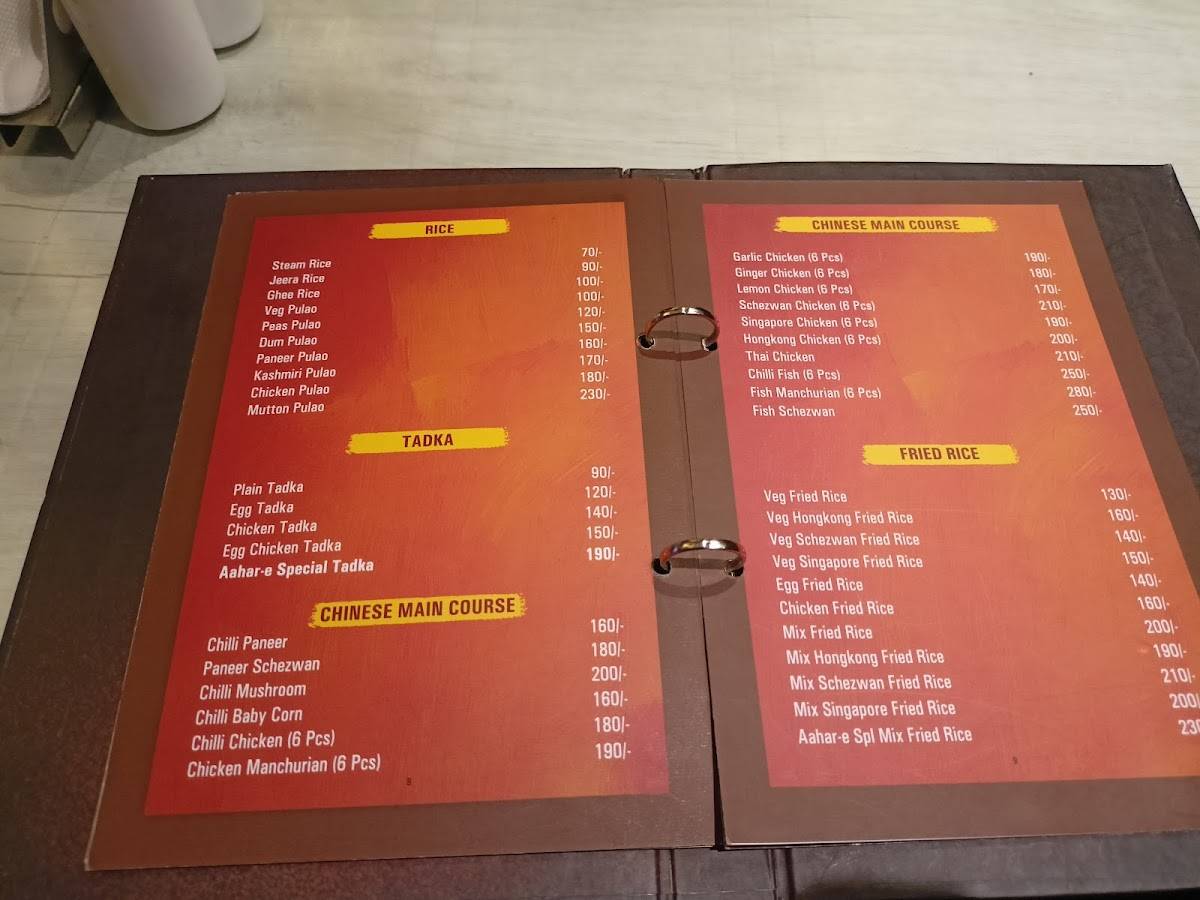 RICE
Steam Rice 70/-
Jeera Rice 90/-
Ghee Rice 100/-
Veg Pulao 100/-
Peas Pulao 120/-
Dum Pulao 150/-
Paneer Pulao 160/-
Kashmiri Pulao 170/-
Chicken Pulao 180/-
Mutton Pulao 230/-
TADKA
Plain Tadka 90/-
Egg Tadka 120/-
Chicken Tadka 140/-
Egg Chicken Tadka 150/-
Aahar-e Special Tadka 190/-
CHINESE MAIN COURSE
Chilli Paneer 160/-
Paneer Schezwan 180/-
Chilli Mushroom 200/-
Chilli Baby Corn 160/-
Chilli Chicken (6 Pcs) 180/-
Chicken Manchurian (6 Pcs) 190/-
8
CHINESE MAIN COURSE
Garlic Chicken (6 Pcs) 190/-
Ginger Chicken (6 Pcs) 180/-
Lemon Chicken (6 Pcs) 170/-
Schezwan Chicken (6 Pcs) 210/-
Singapore Chicken (6 Pcs) 190/-
Hongkong Chicken (6 Pcs) 200/-
Thai Chicken 210/-
Chilli Fish (6 Pcs) 250/-
Fish Manchurian (6 Pcs) 280/-
Fish Schezwan 250/-
FRIED RICE
Veg Fried Rice 130/-
Veg Hongkong Fried Rice 160/-
Veg Schezwan Fried Rice 140/-
Veg Singapore Fried Rice 150/-
Egg Fried Rice 140/-
Chicken Fried Rice 160/-
Mix Fried Rice 200/-
Mix Hongkong Fried Rice 190/-
Mix Schezwan Fried Rice 210/-
Mix Singapore Fried Rice 200/
Aahar-e Spl Mix Fried Rice 230
9